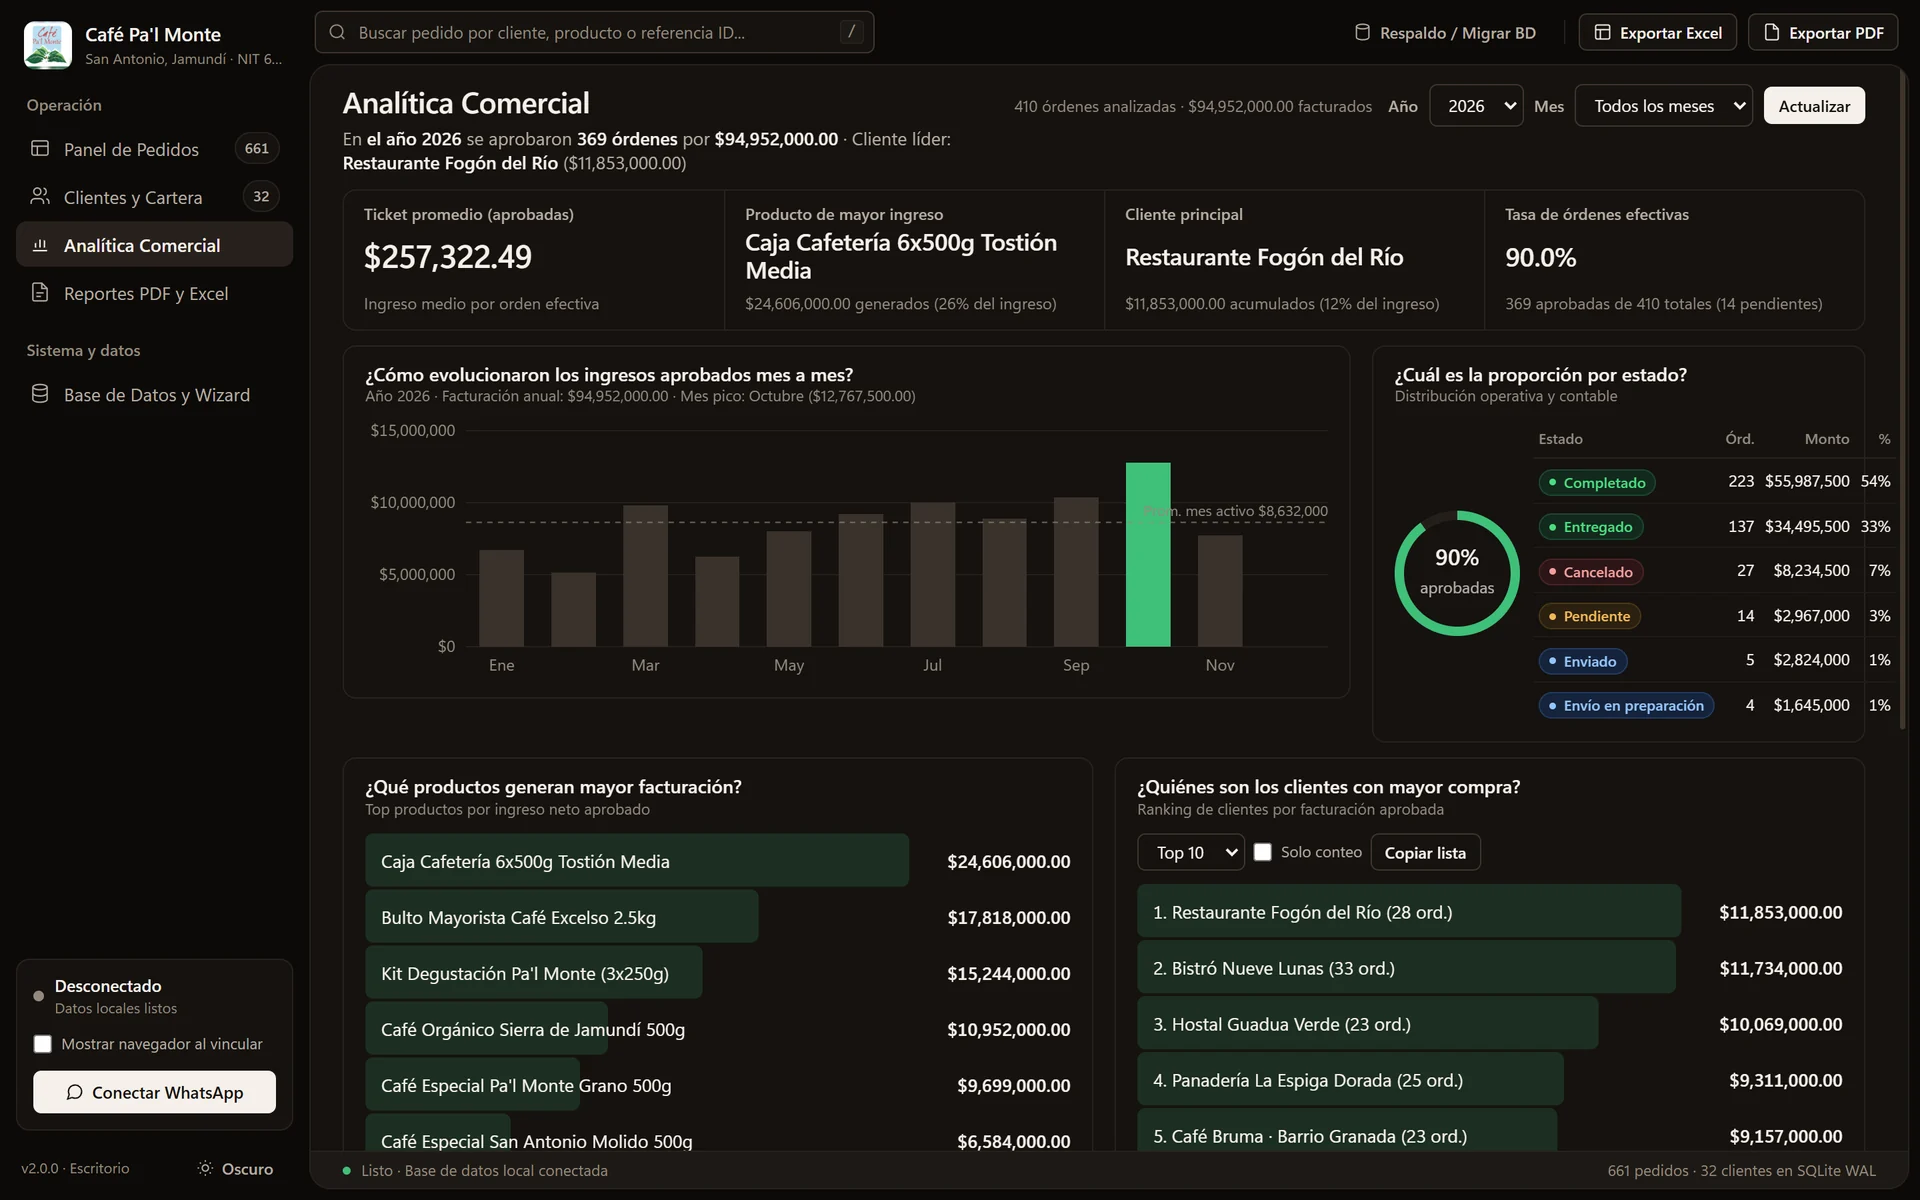 Café Pa'l Monte
San Antonio, Jamundí · NIT 6...
Operación
Panel de Pedidos 661
Clientes y Cartera 32
Analítica Comercial
Reportes PDF y Excel
Sistema y datos
Base de Datos y Wizard
Desconectado
Datos locales listos
Mostrar navegador al vincular
Conectar WhatsApp
v2.0.0 · Escritorio Oscuro
Buscar pedido por cliente, producto o referencia ID... /
Respaldo / Migrar BD Exportar Excel Exportar PDF
Analítica Comercial
410 órdenes analizadas · $94,952,000.00 facturados Año 2026 Mes Todos los meses Actualizar
En el año 2026 se aprobaron 369 órdenes por $94,952,000.00 · Cliente líder:
Restaurante Fogón del Río ($11,853,000.00)
Ticket promedio (aprobadas)
$257,322.49
Ingreso medio por orden efectiva
Producto de mayor ingreso
Caja Cafetería 6x500g Tostión
Media
$24,606,000.00 generados (26% del ingreso)
Cliente principal
Restaurante Fogón del Río
$11,853,000.00 acumulados (12% del ingreso)
Tasa de órdenes efectivas
90.0%
369 aprobadas de 410 totales (14 pendientes)
¿Cómo evolucionaron los ingresos aprobados mes a mes?
Año 2026 · Facturación anual: $94,952,000.00 · Mes pico: Octubre ($12,767,500.00)
$15,000,000
$10,000,000
$5,000,000
$0
mes activo $8,632,000
Ene Mar May Jul Sep Nov
¿Cuál es la proporción por estado?
Distribución operativa y contable
90%
aprobadas
Estado Órd. Monto %
Completado 223 $55,987,500 54%
Entregado 137 $34,495,500 33%
Cancelado 27 $8,234,500 7%
Pendiente 14 $2,967,000 3%
Enviado 5 $2,824,000 1%
Envío en preparación 4 $1,645,000 1%
¿Qué productos generan mayor facturación?
Top productos por ingreso neto aprobado
Caja Cafetería 6x500g Tostión Media $24,606,000.00
Bulto Mayorista Café Excelso 2.5kg $17,818,000.00
Kit Degustación Pa'l Monte (3x250g) $15,244,000.00
Café Orgánico Sierra de Jamundí 500g $10,952,000.00
Café Especial Pa'l Monte Grano 500g $9,699,000.00
Café Especial San Antonio Molido 500g $6,584,000.00
¿Quiénes son los clientes con mayor compra?
Ranking de clientes por facturación aprobada
Top 10 Solo conteo Copiar lista
1. Restaurante Fogón del Río (28 ord.) $11,853,000.00
2. Bistró Nueve Lunas (33 ord.) $11,734,000.00
3. Hostal Guadua Verde (23 ord.) $10,069,000.00
4. Panadería La Espiga Dorada (25 ord.) $9,311,000.00
5. Café Bruma · Barrio Granada (23 ord.) $9,157,000.00
Listo · Base de datos local conectada
661 pedidos · 32 clientes en SQLite WAL